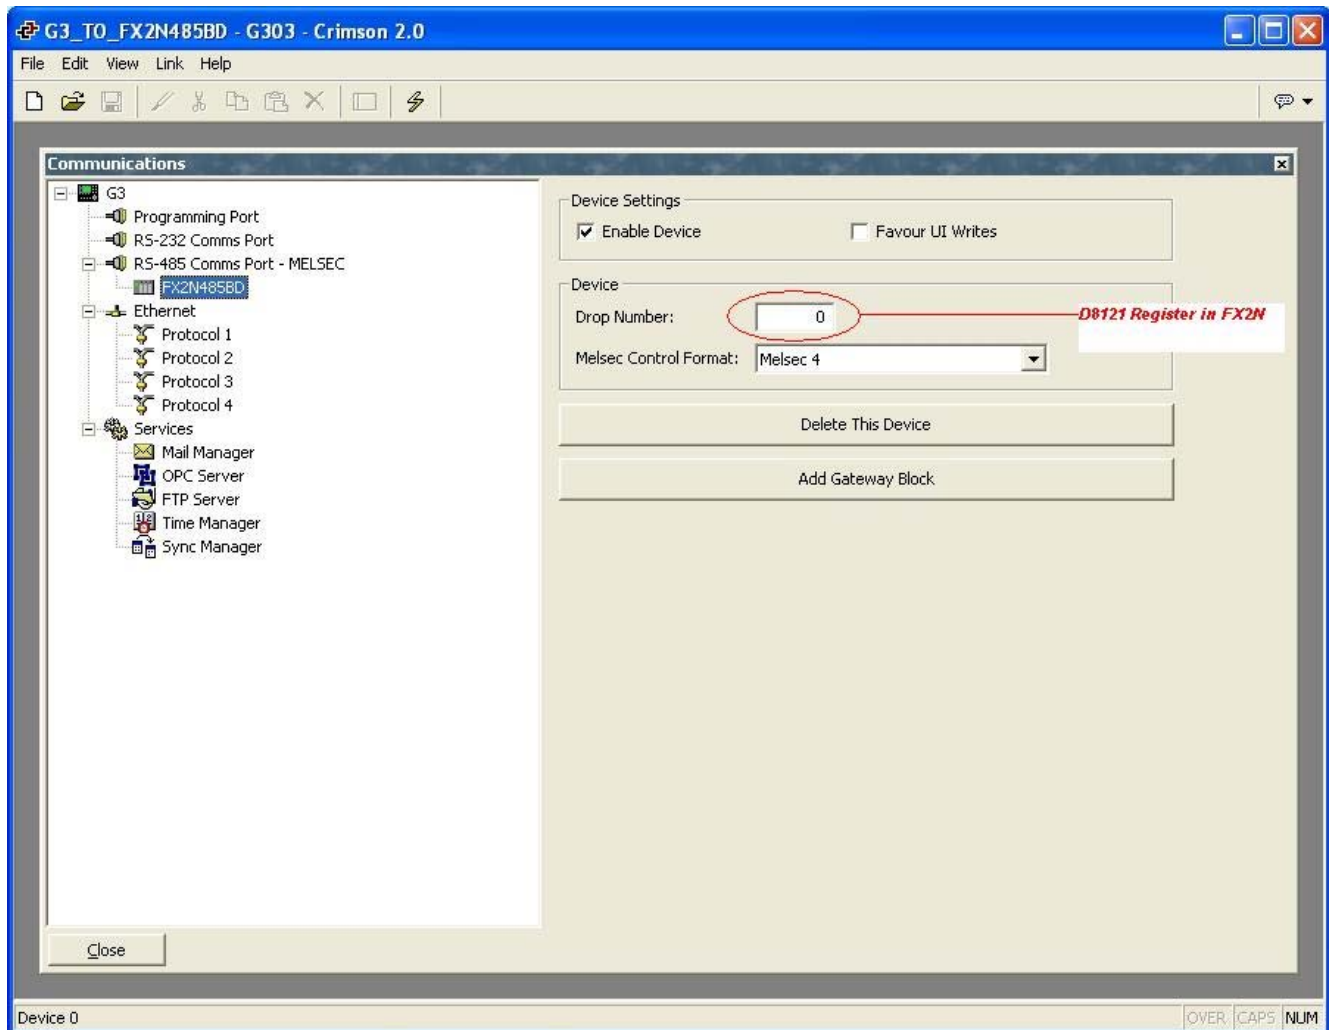 G3_TO_FX2N485BD - G303 - Crimson 2.0
File Edit View Link Help
Communications
G3
Programming Port
RS-232 Comms Port
RS-485 Comms Port - MELSEC
FX2N485BD
Ethernet
Protocol 1
Protocol 2
Protocol 3
Protocol 4
Services
Mail Manager
OPC Server
FTP Server
Time Manager
Sync Manager
Device Settings
Enable Device Favour UI Writes
Device
Drop Number: 0 D8121 Register in FX2N
Melsec Control Format: Melsec 4
Delete This Device
Add Gateway Block
Close
Device 0 OVER CAPS NUM